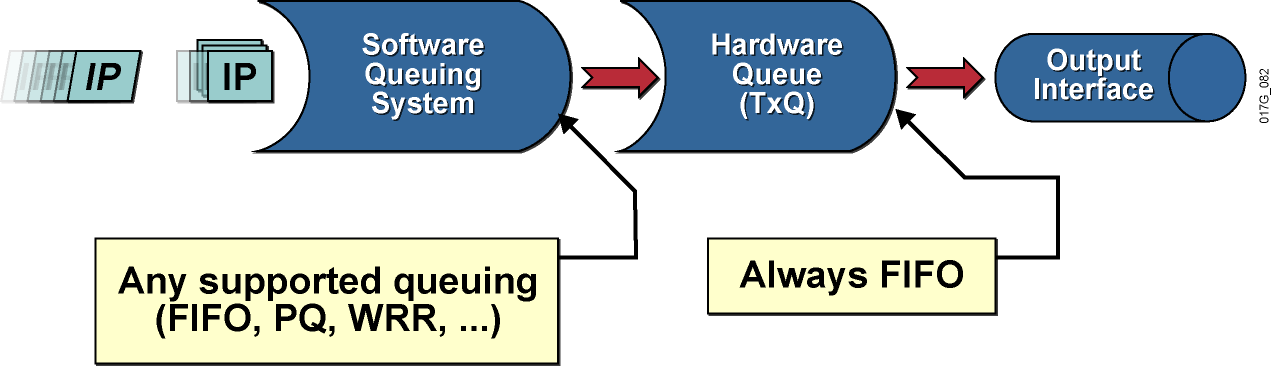 IP
IP
Software
Queuing
System
Hardware
Queue
(TxQ)
Output
Interface
017G_082
Any supported queuing
(FIFO, PQ, WRR, ...)
Always FIFO